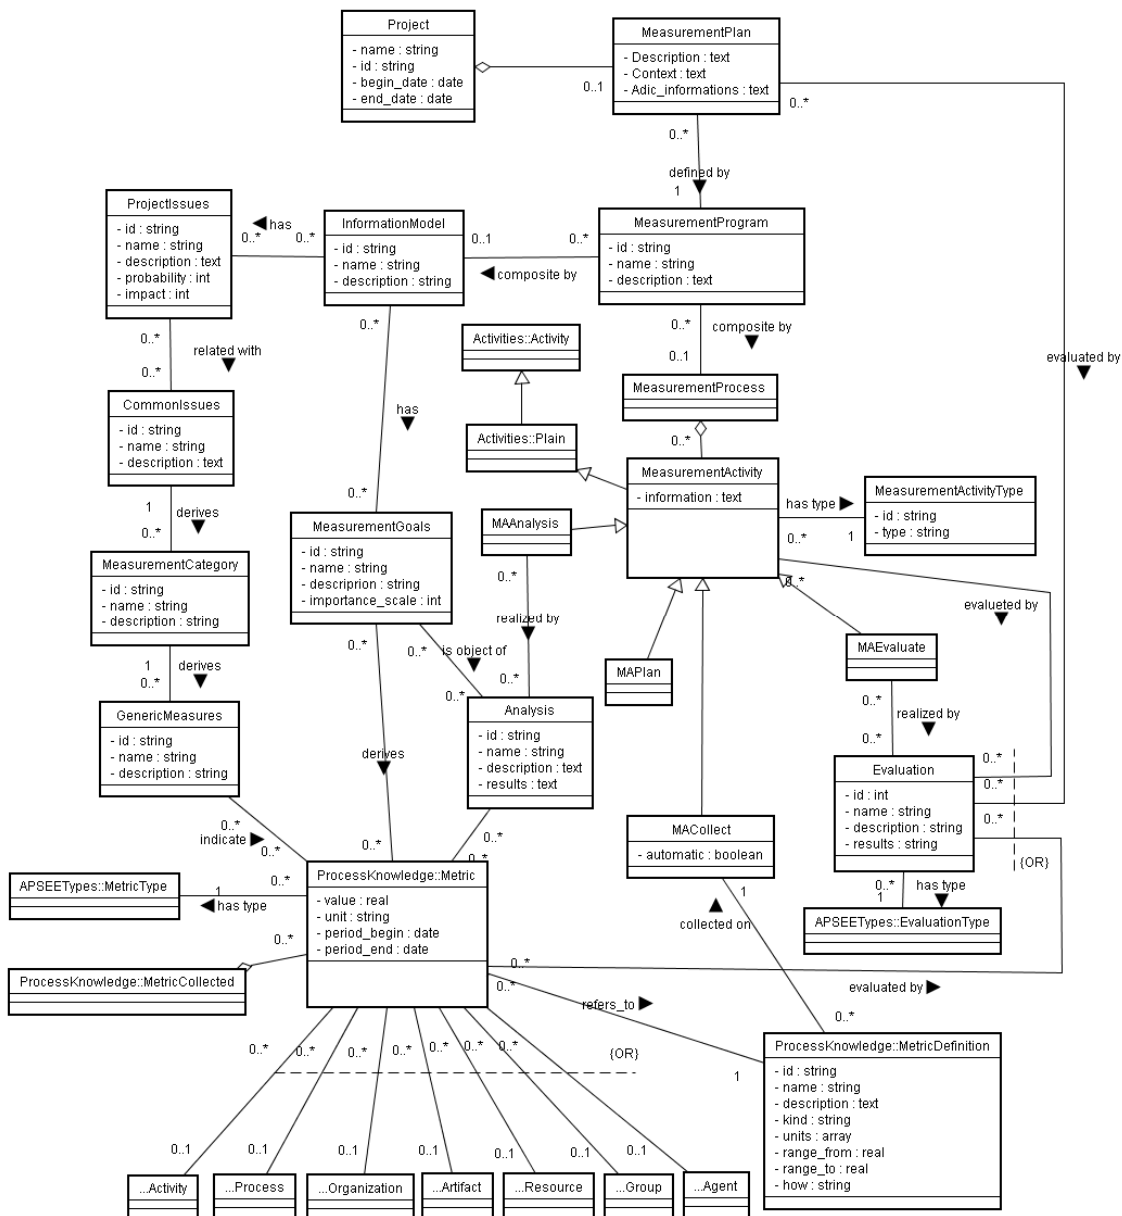 Project
- name : string
- id : string
- begin_date : date
- end_date : date
MeasurementPlan
- Description : text
- Context : text
- Adic_informations : text
0..1
0..*
0..*
defined by
1
ProjectIssues
- id : string
- name : string
- description : text
- probability : int
- impact : int
has
0..*
0..*
InformationModel
- id : string
- name : string
- description : string
0..1
0..*
composite by
MeasurementProgram
- id : string
- name : string
- description : text
0..*
related with
0..*
0..*
has
0..*
Activities::Activity
0..*
composite by
0..1
evaluated by
MeasurementProcess
CommonIssues
- id : string
- name : string
- description : text
Activities::Plain
0..*
MeasurementActivity
- information : text
has type
0..*
1
MeasurementActivityType
- id : string
- type : string
1
derives
0..*
MeasurementGoals
- id : string
- name : string
- descriprion : string
- importance_scale : int
MAAnalysis
0..*
realized by
0..*
MeasurementCategory
- id : string
- name : string
- description : string
0..*
evalueted by
MAEvaluate
0..*
0..*
is object of
0..*
MAPlan
1
derives
0..*
0..*
realized by
0..*
GenericMeasures
- id : string
- name : string
- description : string
Analysis
- id : string
- name : string
- description : text
- results : text
derives
Evaluation
- id : int
- name : string
- description : string
- results : string
0..*
0..*
0..*
{OR}
MACollect
- automatic : boolean
0..*
indicate
0..*
0..*
0..*
0..*
ProcessKnowledge::Metric
- value : real
- unit : string
- period_begin : date
- period_end : date
APSEETypes::MetricType
1
0..*
has type
0..*
has type
1
APSEETypes::EvaluationType
1
collected on
0..*
0..*
ProcessKnowledge::MetricCollected
0..*
evaluated by
0..*
refers_to
1
0..*
ProcessKnowledge::MetricDefinition
- id : string
- name : string
- description : text
- kind : string
- units : array
- range_from : real
- range_to : real
- how : string
0..*
0..*
0..*
0..*
0..*
0..*
0..*
{OR}
0..1
0..1
0..1
0..1
0..1
0..1
0..1
...Activity
...Process
...Organization
...Artifact
...Resource
...Group
...Agent